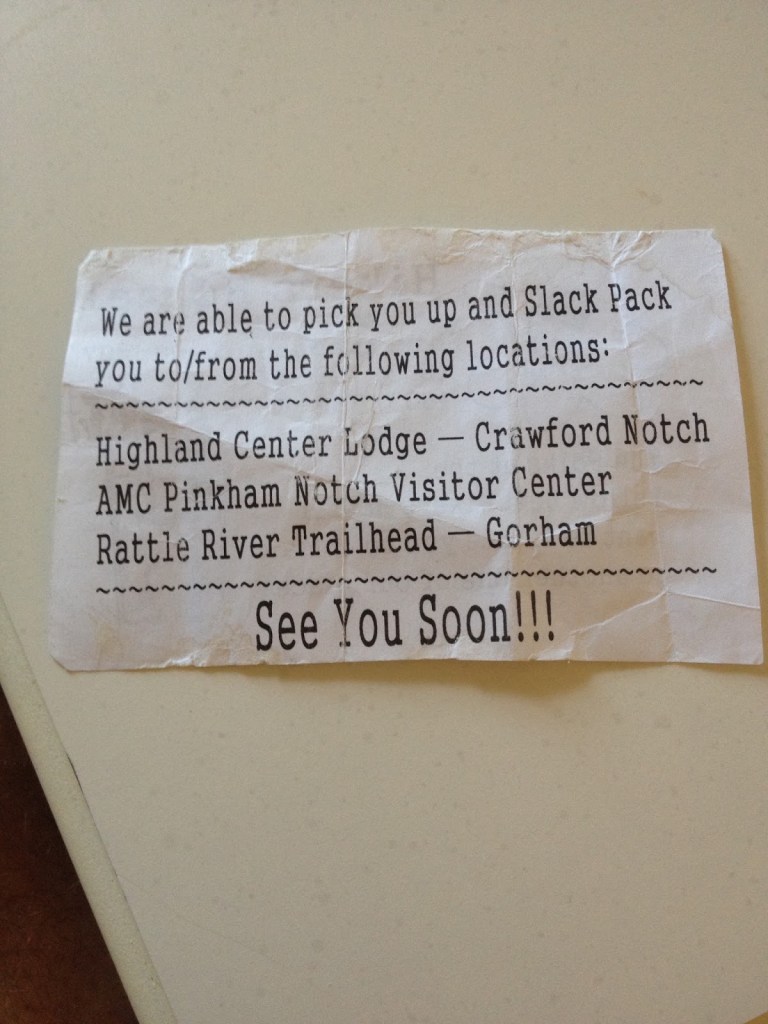 We are able to pick you up and Slack Pack
you to/from the following locations:
~~~~~~~~~~~~~~~~~~~~~~~~~~~~~~~~~~~~~~~~
Highland Center Lodge — Crawford Notch
AMC Pinkham Notch Visitor Center
Rattle River Trailhead — Gorham
~~~~~~~~~~~~~~~~~~~~~~~~~~~~~~~~~~~~~~~~
See You Soon!!!